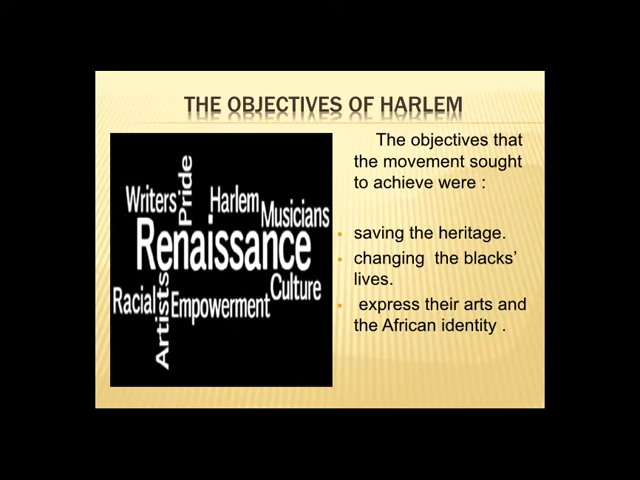 THE OBJECTIVES OF HARLEM
Writers Pride Harlem Musicians
Renaissance
Racial Artists Empowerment Culture
The objectives that
the movement sought
to achieve were :
saving the heritage.
changing the blacks'
lives.
express their arts and
the African identity .